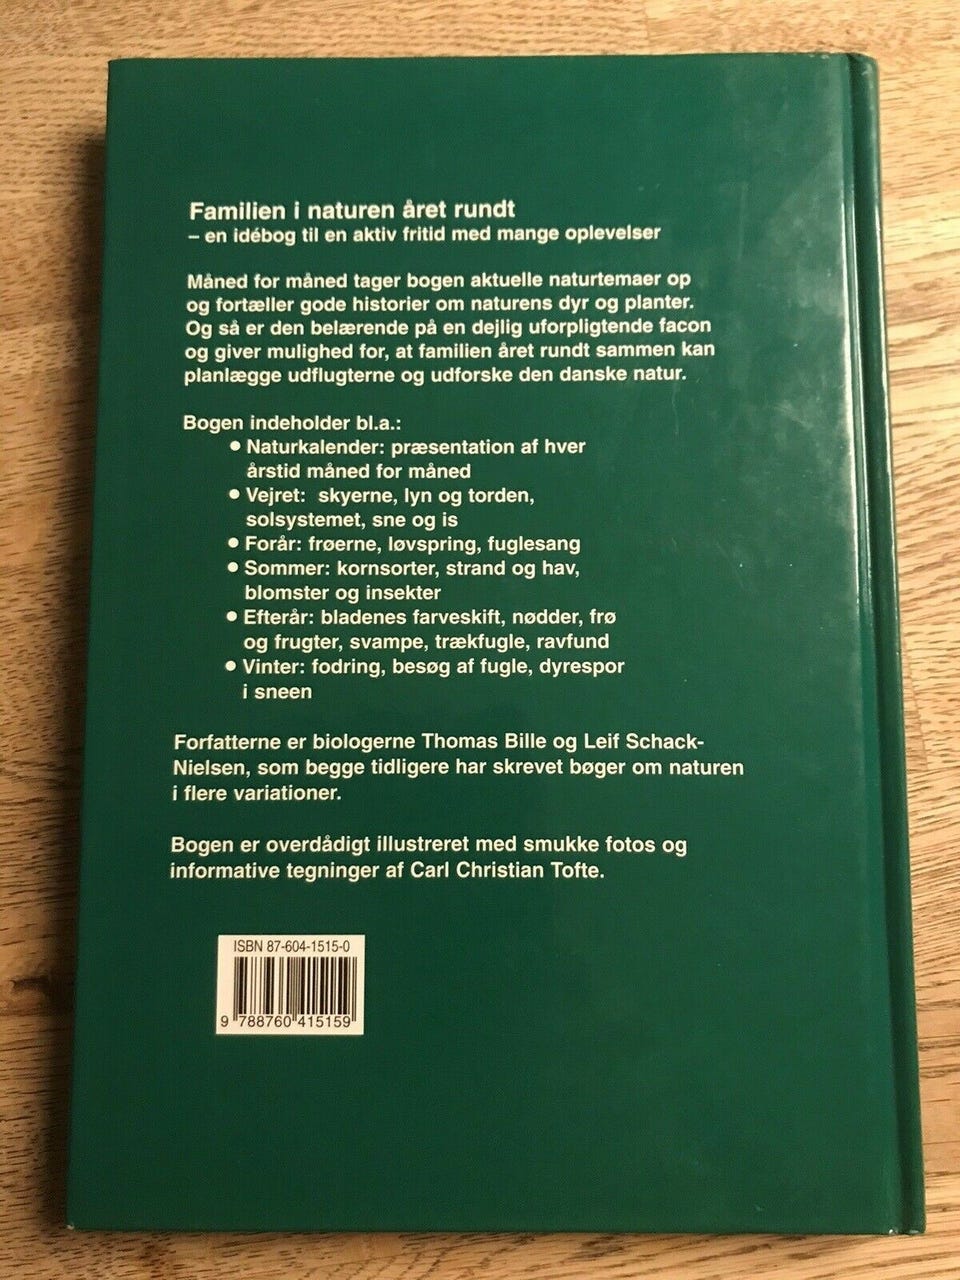 Familien i naturen året rundt
– en idébog til en aktiv fritid med mange oplevelser
Måned for måned tager bogen aktuelle naturtemaer op
og fortæller gode historier om naturens dyr og planter.
Og så er den belærende på en dejlig uforpligtende facon
og giver mulighed for, at familien året rundt sammen kan
planlægge udflugterne og udforske den danske natur.
Bogen indeholder bl.a.:
● Naturkalender: præsentation af hver
årstid måned for måned
● Vejret: skyerne, lyn og torden,
solsystemet, sne og is
● Forår: frøerne, løvspring, fuglesang
● Sommer: kornsorter, strand og hav,
blomster og insekter
● Efterår: bladenes farveskift, nødder, frø
og frugter, svampe, trækfugle, ravfund
● Vinter: fodring, besøg af fugle, dyrespor
i sneen
Forfatterne er biologerne Thomas Bille og Leif Schack-
Nielsen, som begge tidligere har skrevet bøger om naturen
i flere variationer.
Bogen er overdådigt illustreret med smukke fotos og
informative tegninger af Carl Christian Tofte.
ISBN 87-604-1515-0
9 788760 415159